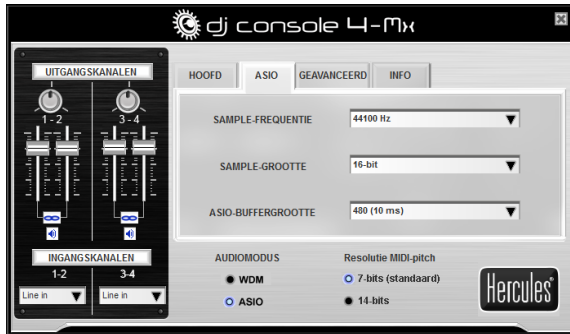 dj console 4-Mx
UITGANGSKANALEN
1 - 2
3 - 4
INGANGSKANALEN
1-2
3-4
Line in
Line in
HOOFD
ASIO
GEAVANCEERD
INFO
SAMPLE-FREQUENTIE
44100 Hz
SAMPLE-GROOTTE
16-bit
ASIO-BUFFERGROOTTE
480 (10 ms)
AUDIOMODUS
WDM
ASIO
Resolutie MIDI-pitch
7-bits (standaard)
14-bits
Hercules